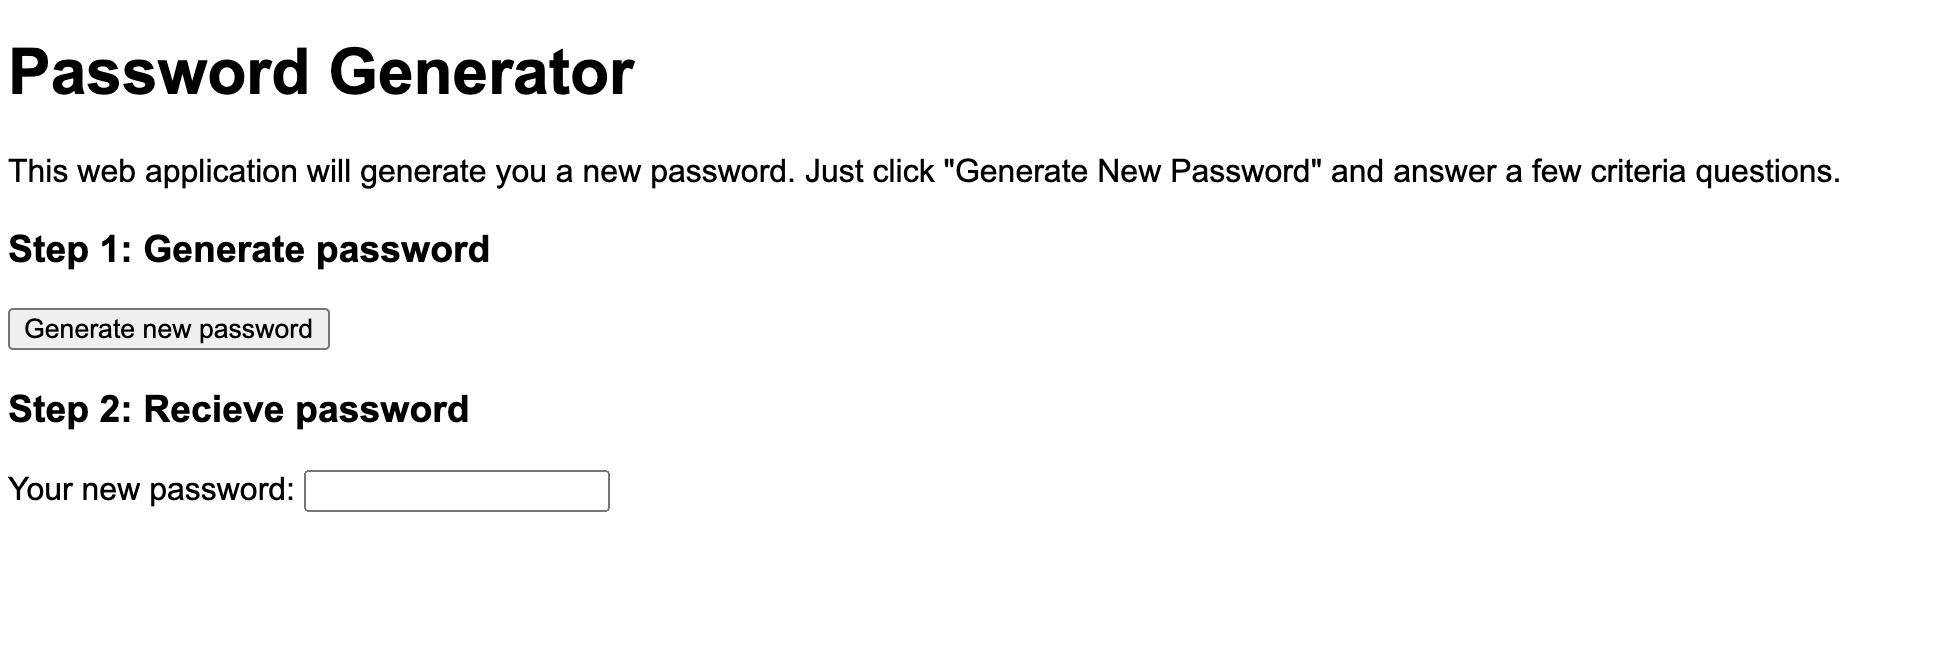 Password Generator
This web application will generate you a new password. Just click "Generate New Password" and answer a few criteria questions.
Step 1: Generate password
Generate new password
Step 2: Recieve password
Your new password: